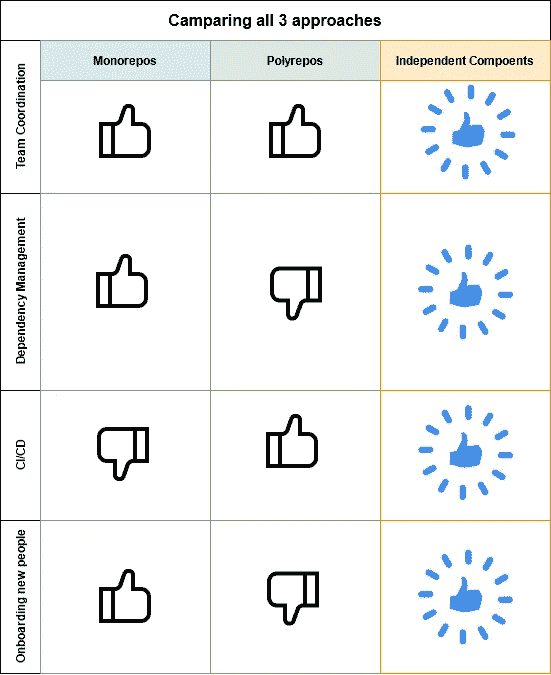 Camparing all 3 approaches
Monorepos
Polyrepos
Independent Compoents
Team Coordination
Dependency Management
CI/CD
Onboarding new people